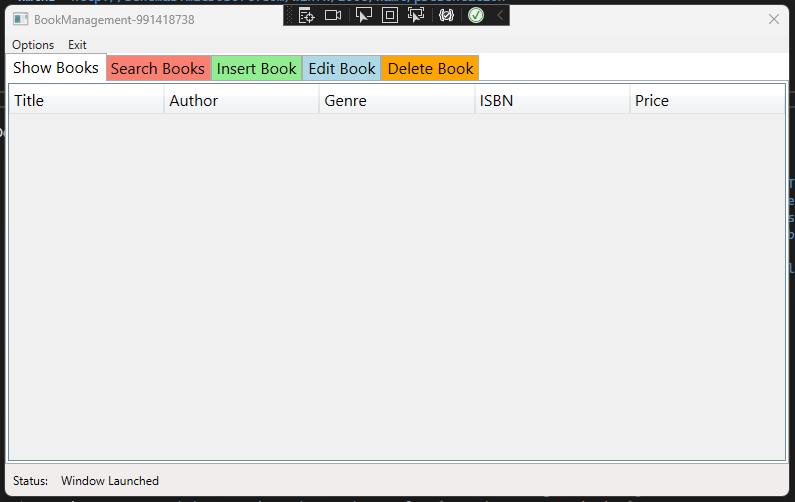 BookManagement-991418738
Options Exit
Show Books Search Books Insert Book Edit Book Delete Book
Title Author Genre ISBN Price
Status: Window Launched